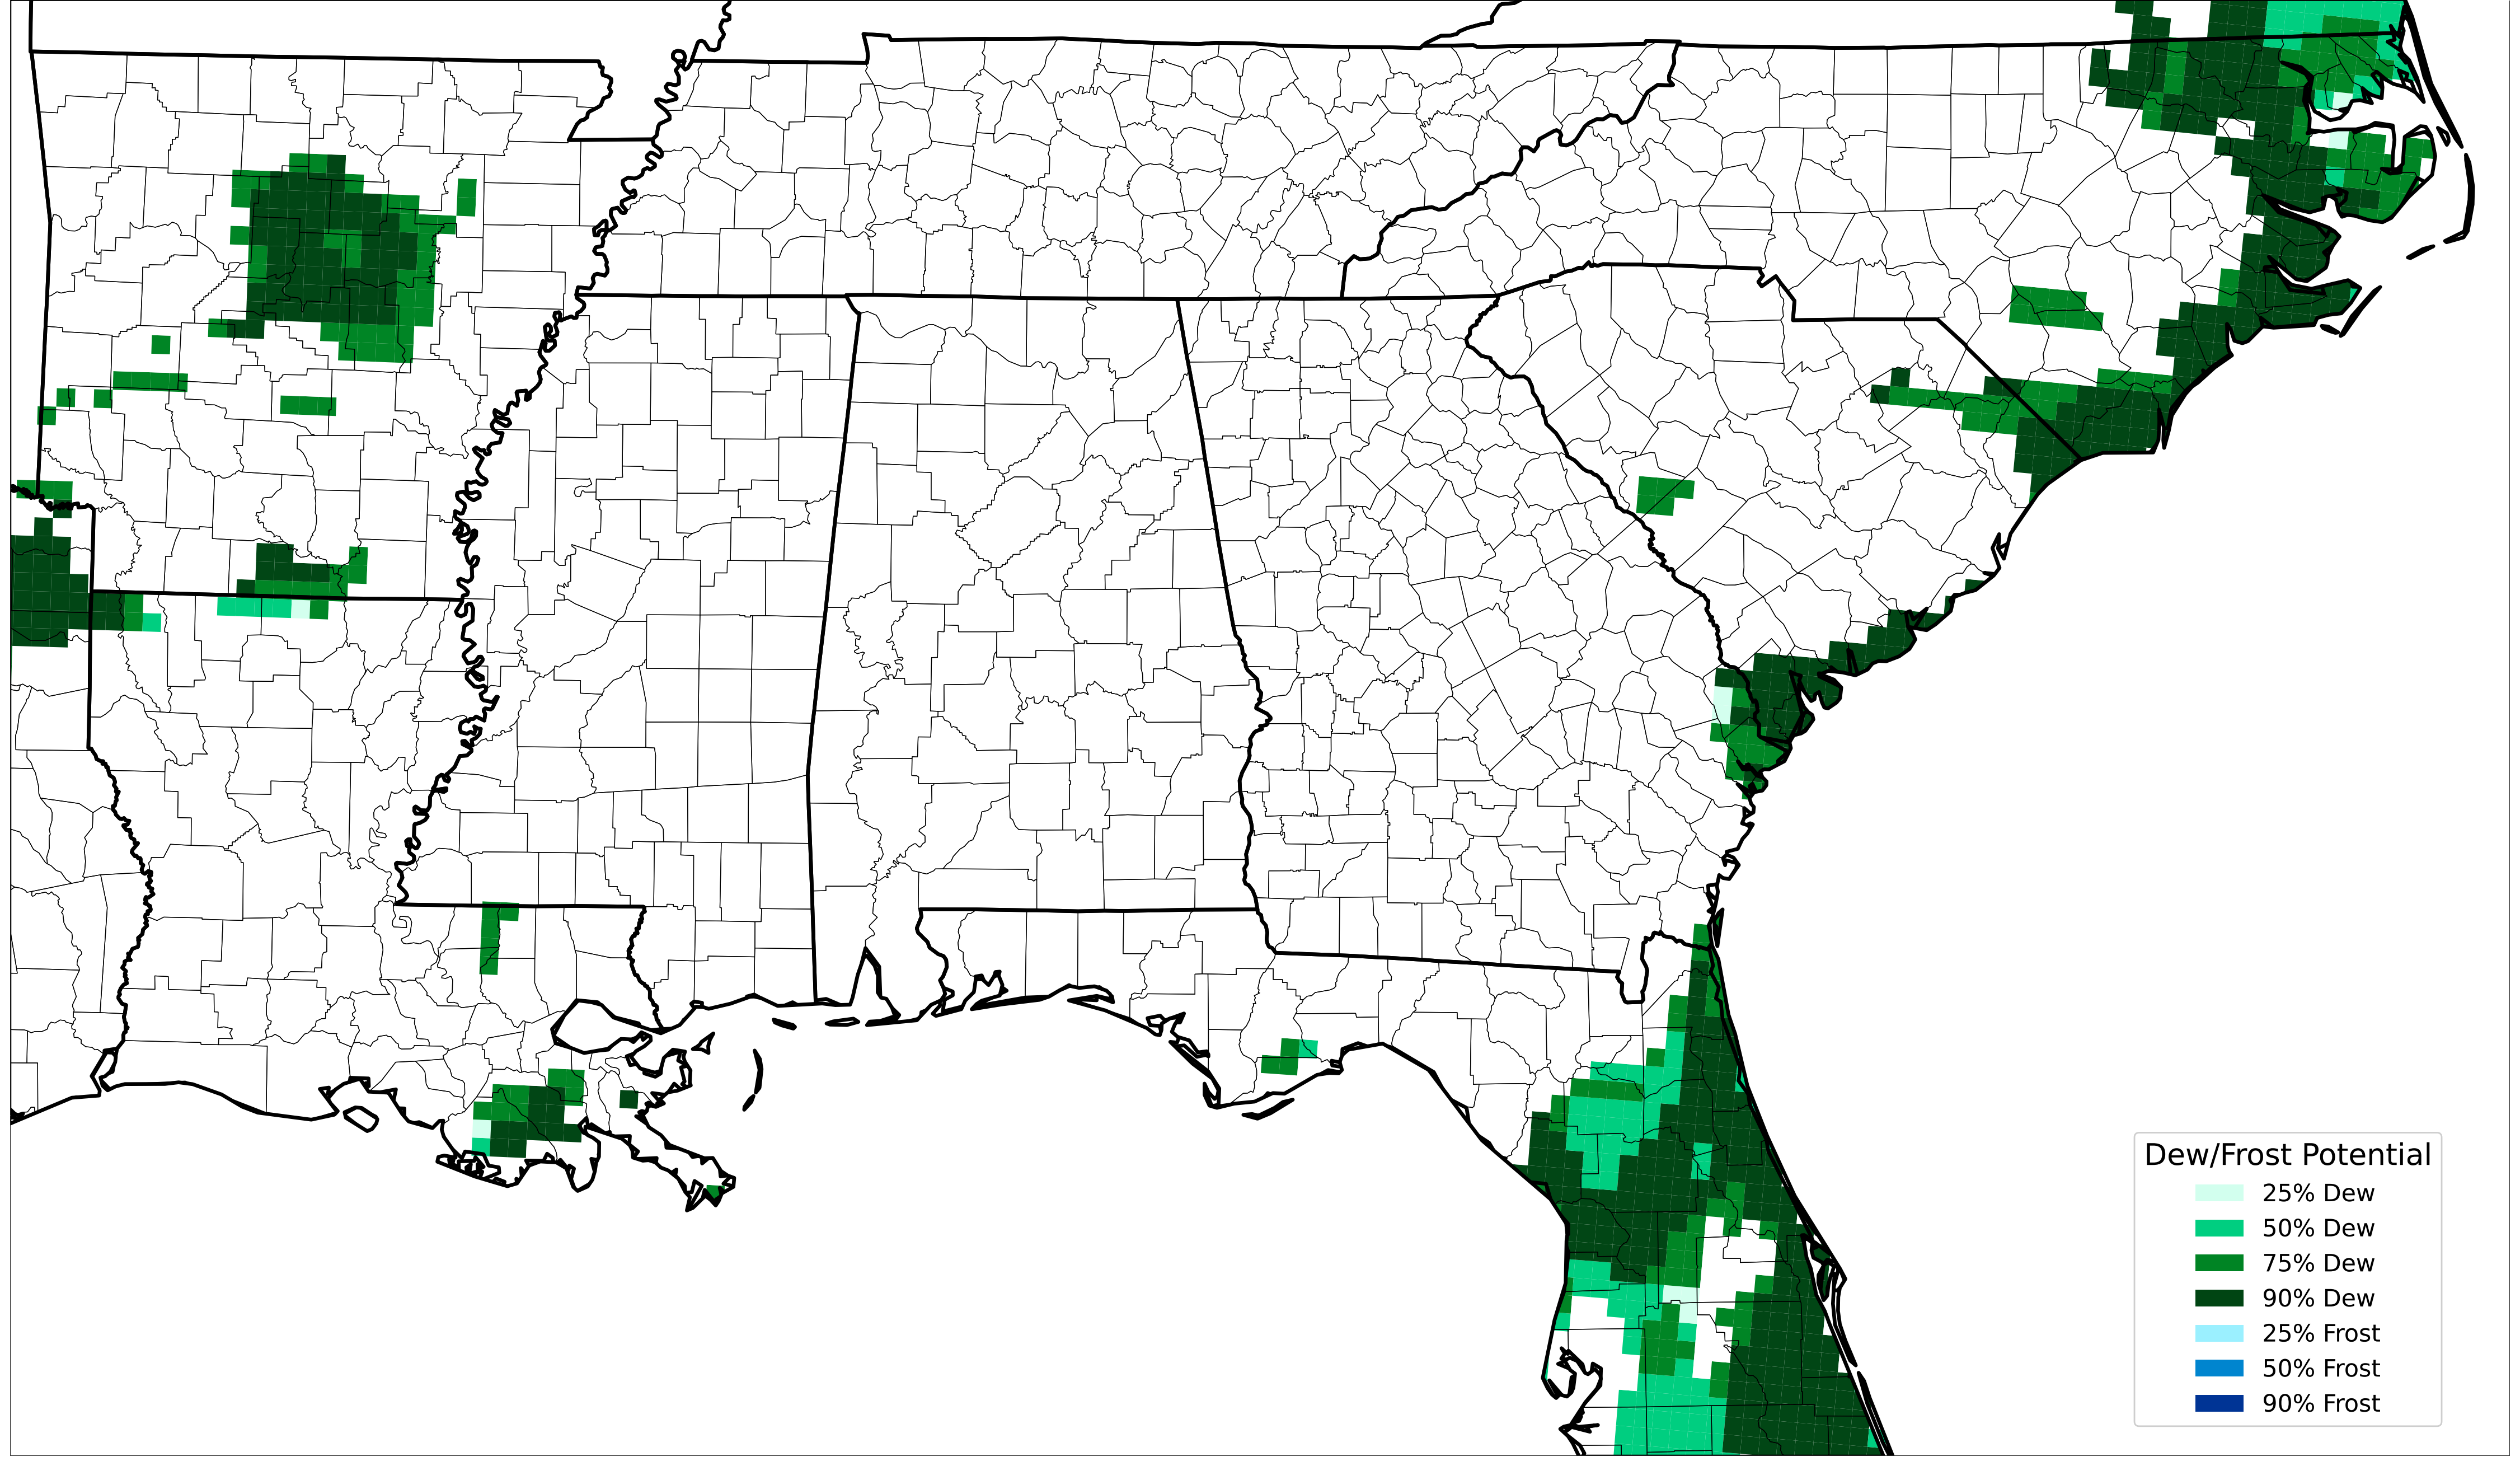 Dew/Frost Potential
25% Dew
50% Dew
75% Dew
90% Dew
25% Frost
50% Frost
90% Frost